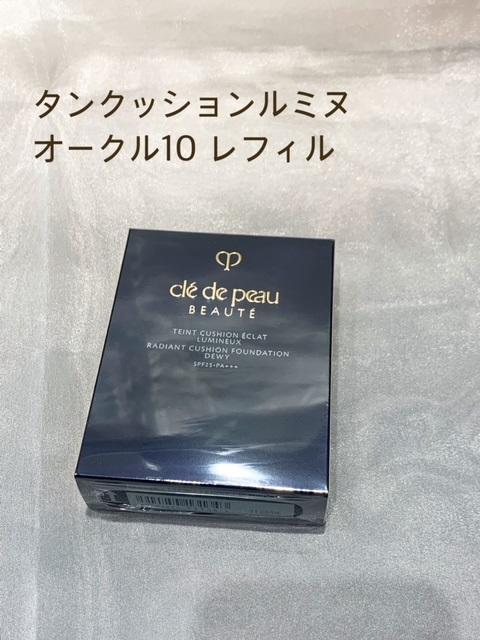 タンクッションルミヌ
オークル10 レフィル
clé de peau
BEAUTÉ
TEINT CUSHION ÉCLAT
LUMINEUX
RADIANT CUSHION FOUNDATION
DEWY
SPF25・PA+++